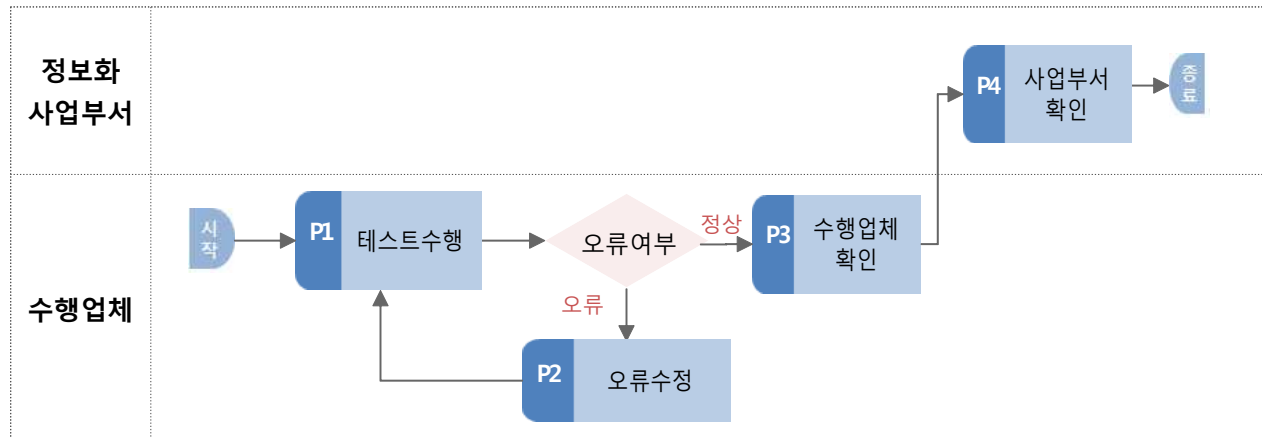 정보화
사업부서
P4
사업부서
확인
종
료
수행업체
시
작
P1
테스트수행
오류여부
정상
P3
수행업체
확인
오류
P2
오류수정